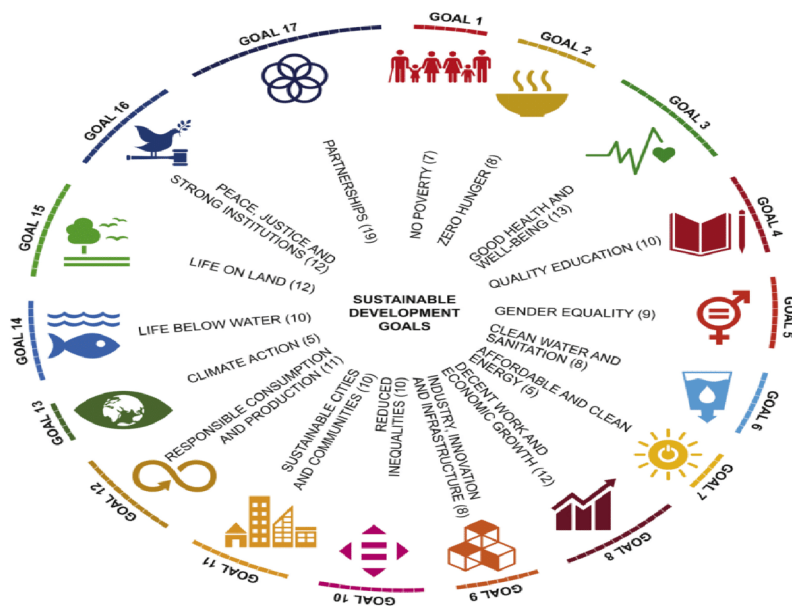 GOAL 1
GOAL 2
GOAL 3
GOAL 4
GOAL 5
GOAL 6
GOAL 7
GOAL 8
GOAL 9
GOAL 10
GOAL 11
GOAL 12
GOAL 13
GOAL 14
GOAL 15
GOAL 16
GOAL 17
NO POVERTY (7)
ZERO HUNGER (8)
GOOD HEALTH AND
WELL-BEING (13)
QUALITY EDUCATION (10)
GENDER EQUALITY (9)
CLEAN WATER AND
SANITATION (8)
AFFORDABLE AND CLEAN
ENERGY (5)
DECENT WORK AND
ECONOMIC GROWTH (12)
INDUSTRY, INNOVATION
AND INFRASTRUCTURE (8)
REDUCED
INEQUALITIES (10)
SUSTAINABLE CITIES
AND COMMUNITIES (10)
RESPONSIBLE CONSUMPTION
AND PRODUCTION (11)
CLIMATE ACTION (5)
LIFE BELOW WATER (10)
LIFE ON LAND (12)
PEACE, JUSTICE AND
STRONG INSTITUTIONS (12)
PARTNERSHIPS (19)
SUSTAINABLE
DEVELOPMENT
GOALS